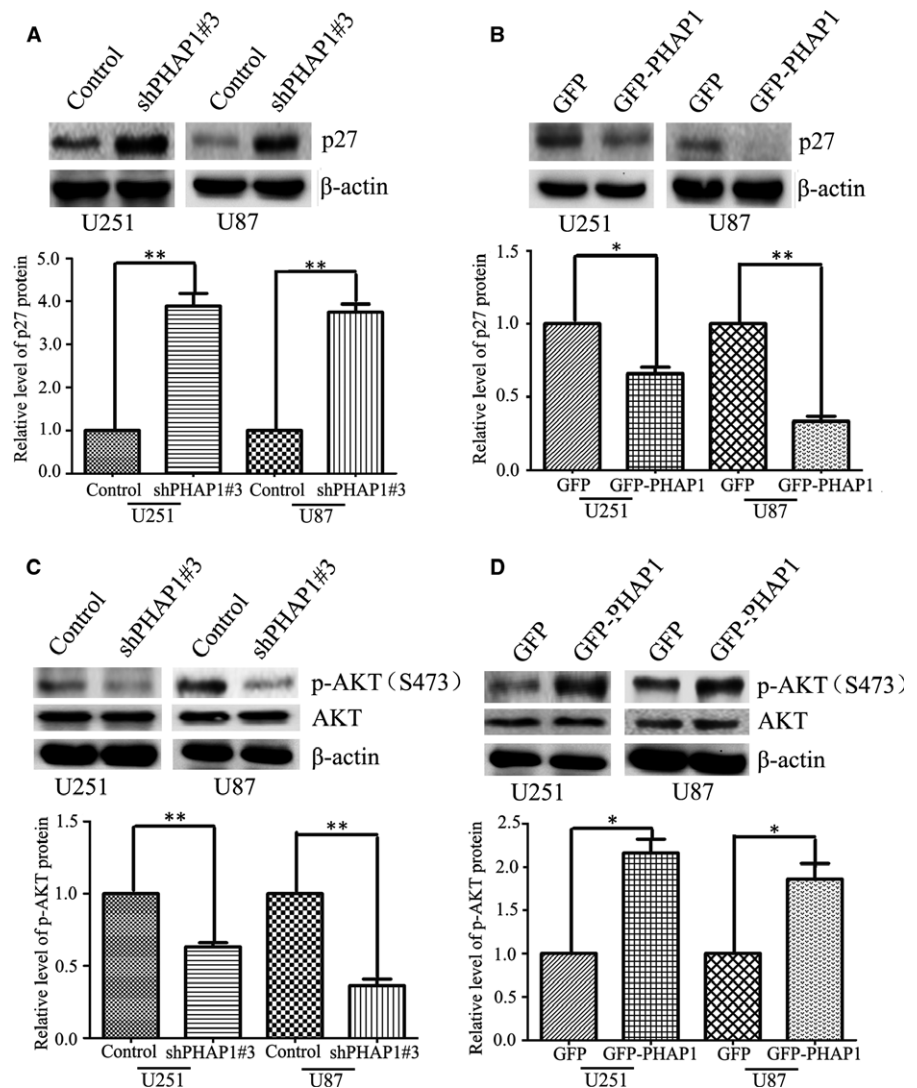 A
Control
shPHAP1#3
Control
shPHAP1#3
p27
β-actin
U251
U87
Relative level of p27 protein
5.0
4.0
3.0
2.0
1.0
0.0
**
**
Control
shPHAP1#3
Control
shPHAP1#3
U251
U87
B
GFP
GFP-PHAP1
GFP
GFP-PHAP1
p27
β-actin
U251
U87
Relative level of p27 protein
1.5
1.0
0.5
0.0
*
**
GFP
GFP-PHAP1
GFP
GFP-PHAP1
U251
U87
C
Control
shPHAP1#3
Control
shPHAP1#3
p-AKT（S473）
AKT
β-actin
U251
U87
Relative level of p-AKT protein
1.5
1.0
0.5
0.0
**
**
Control
shPHAP1#3
Control
shPHAP1#3
U251
U87
D
GFP
GFP-PHAP1
GFP
GFP-PHAP1
p-AKT（S473）
AKT
β-actin
U251
U87
Relative level of p-AKT protein
2.5
2.0
1.5
1.0
0.5
0.0
*
*
GFP
GFP-PHAP1
GFP
GFP-PHAP1
U251
U87